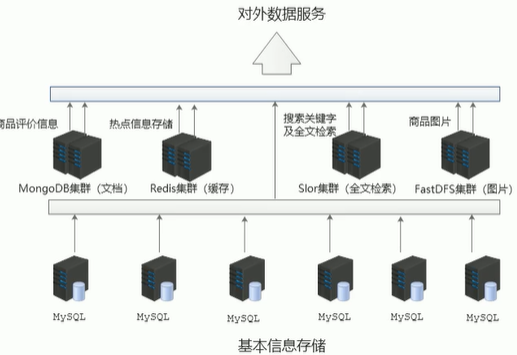 对外数据服务
商品评价信息
热点信息存储
搜索关键字
及全文检索
商品图片
MongoDB集群（文档）
Redis集群（缓存）
Slor集群（全文检索）
FastDFS集群（图片）
MySQL
MySQL
MySQL
MySQL
MySQL
MySQL
基本信息存储